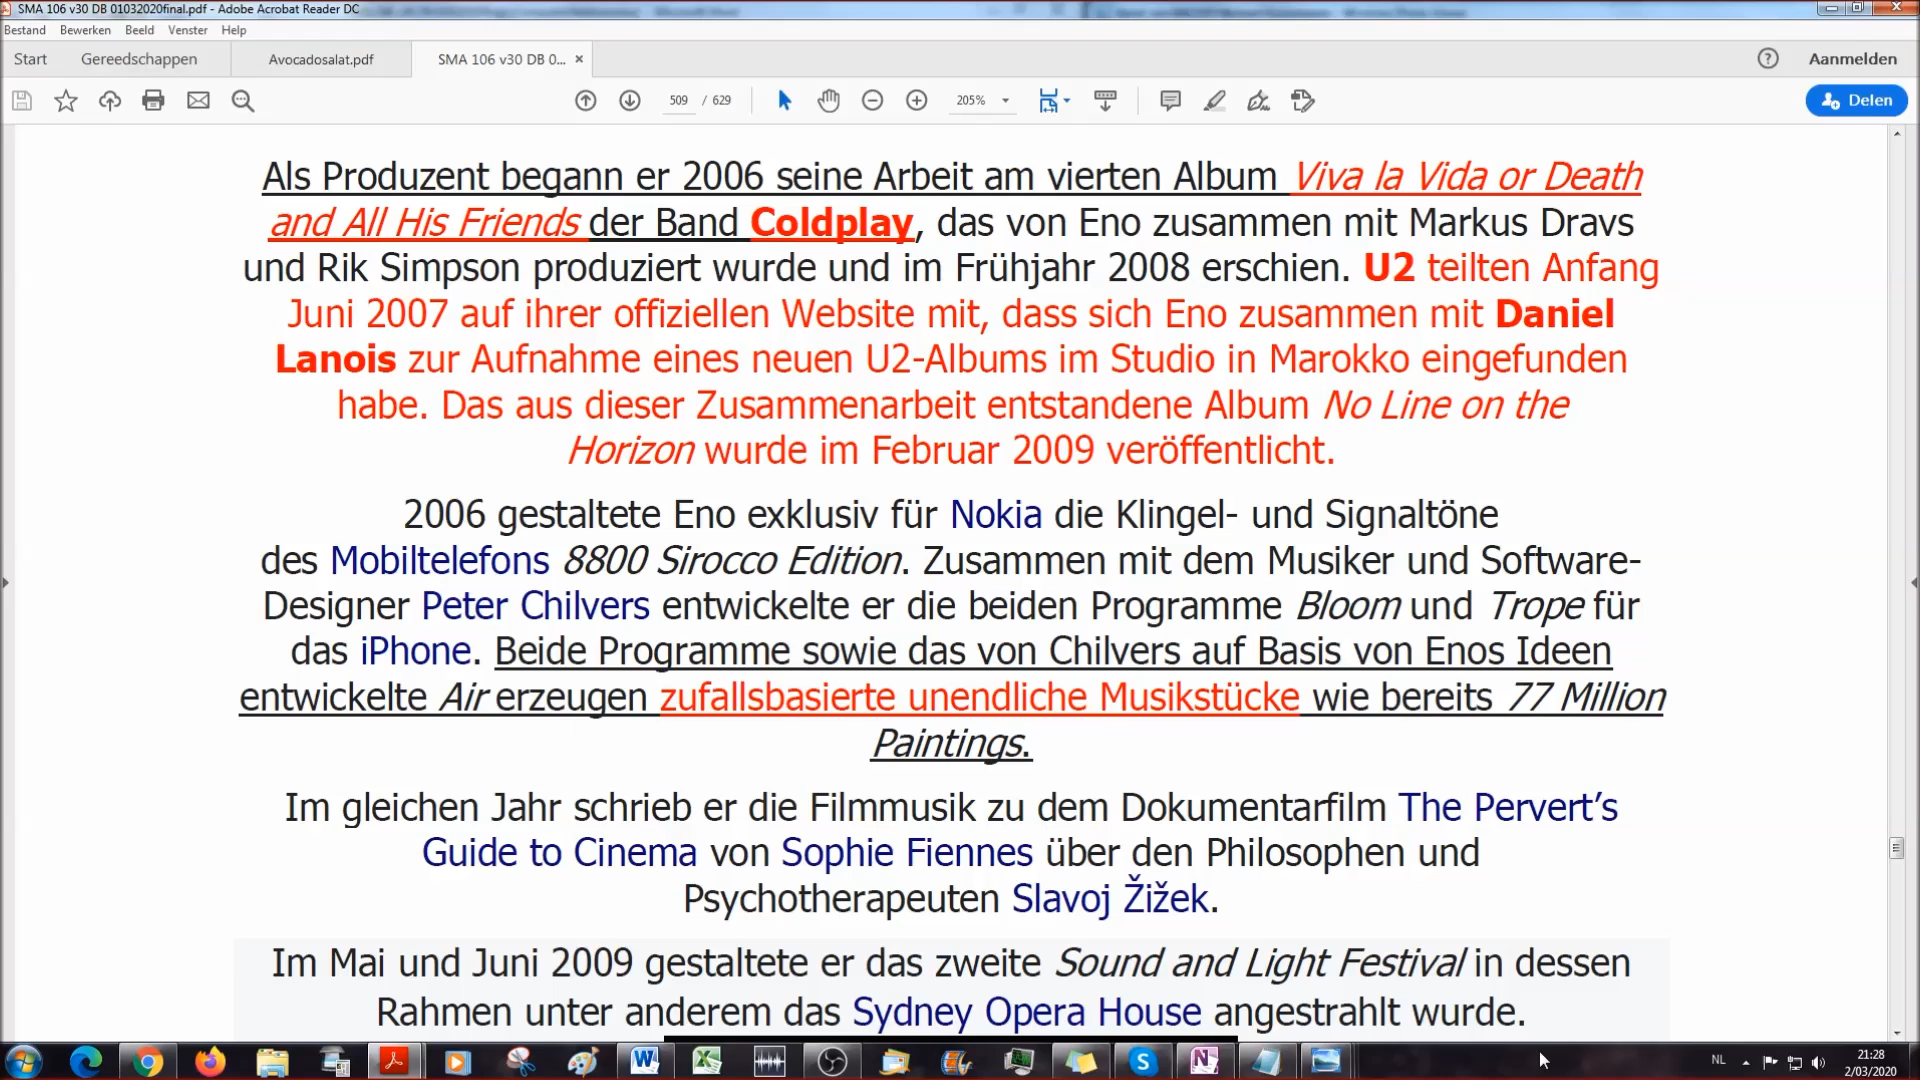 SMA 106 v30 DB 01032020final.pdf - Adobe Acrobat Reader DC
Bestand Bewerken Beeld Venster Help
Start Gereedschappen Avocadosalat.pdf SMA 106 v30 DB 0... × Aanmelden
509 / 629 205% Delen
Als Produzent begann er 2006 seine Arbeit am vierten Album Viva la Vida or Death
and All His Friends der Band Coldplay, das von Eno zusammen mit Markus Dravs
und Rik Simpson produziert wurde und im Frühjahr 2008 erschien. U2 teilten Anfang
Juni 2007 auf ihrer offiziellen Website mit, dass sich Eno zusammen mit Daniel
Lanois zur Aufnahme eines neuen U2-Albums im Studio in Marokko eingefunden
habe. Das aus dieser Zusammenarbeit entstandene Album No Line on the
Horizon wurde im Februar 2009 veröffentlicht.
2006 gestaltete Eno exklusiv für Nokia die Klingel- und Signaltöne
des Mobiltelefons 8800 Sirocco Edition. Zusammen mit dem Musiker und Software-
Designer Peter Chilvers entwickelte er die beiden Programme Bloom und Trope für
das iPhone. Beide Programme sowie das von Chilvers auf Basis von Enos Ideen
entwickelte Air erzeugen zufallsbasierte unendliche Musikstücke wie bereits 77 Million
Paintings.
Im gleichen Jahr schrieb er die Filmmusik zu dem Dokumentarfilm The Pervert’s
Guide to Cinema von Sophie Fiennes über den Philosophen und
Psychotherapeuten Slavoj Žižek.
Im Mai und Juni 2009 gestaltete er das zweite Sound and Light Festival in dessen
Rahmen unter anderem das Sydney Opera House angestrahlt wurde.
NL 21:28
2/03/2020